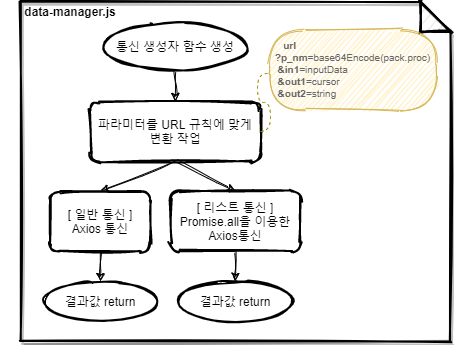 data-manager.js
통신 생성자 함수 생성
url
?p_nm=base64Encode(pack.proc)
&in1=inputData
&out1=cursor
&out2=string
파라미터를 URL 규칙에 맞게
변환 작업
[ 일반 통신 ]
Axios 통신
[ 리스트 통신 ]
Promise.all을 이용한
Axios통신
결과값 return
결과값 return